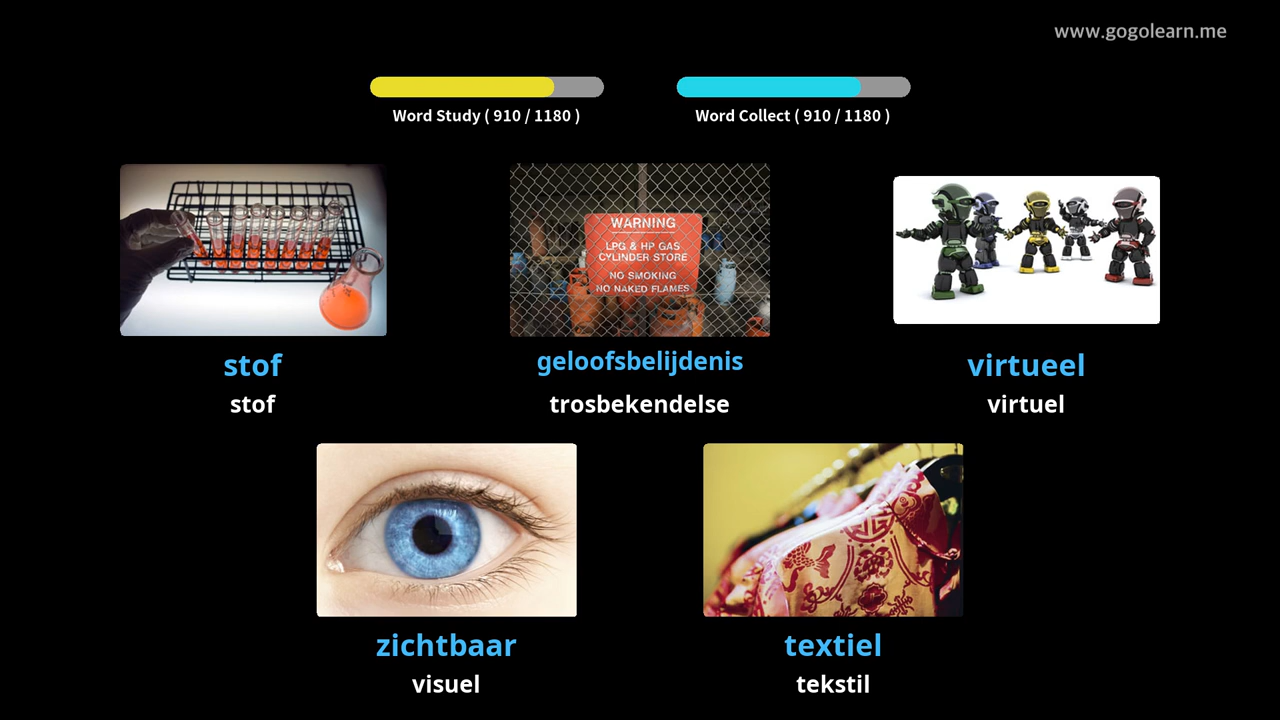 www.gogolearn.me
Word Study ( 910 / 1180 )
Word Collect ( 910 / 1180 )
WARNING
LPG & HP GAS
CYLINDER STORE
NO SMOKING
NO NAKED FLAMES
stof
stof
geloofsbelijdenis
trosbekendelse
virtueel
virtuel
zichtbaar
visuel
textiel
tekstil